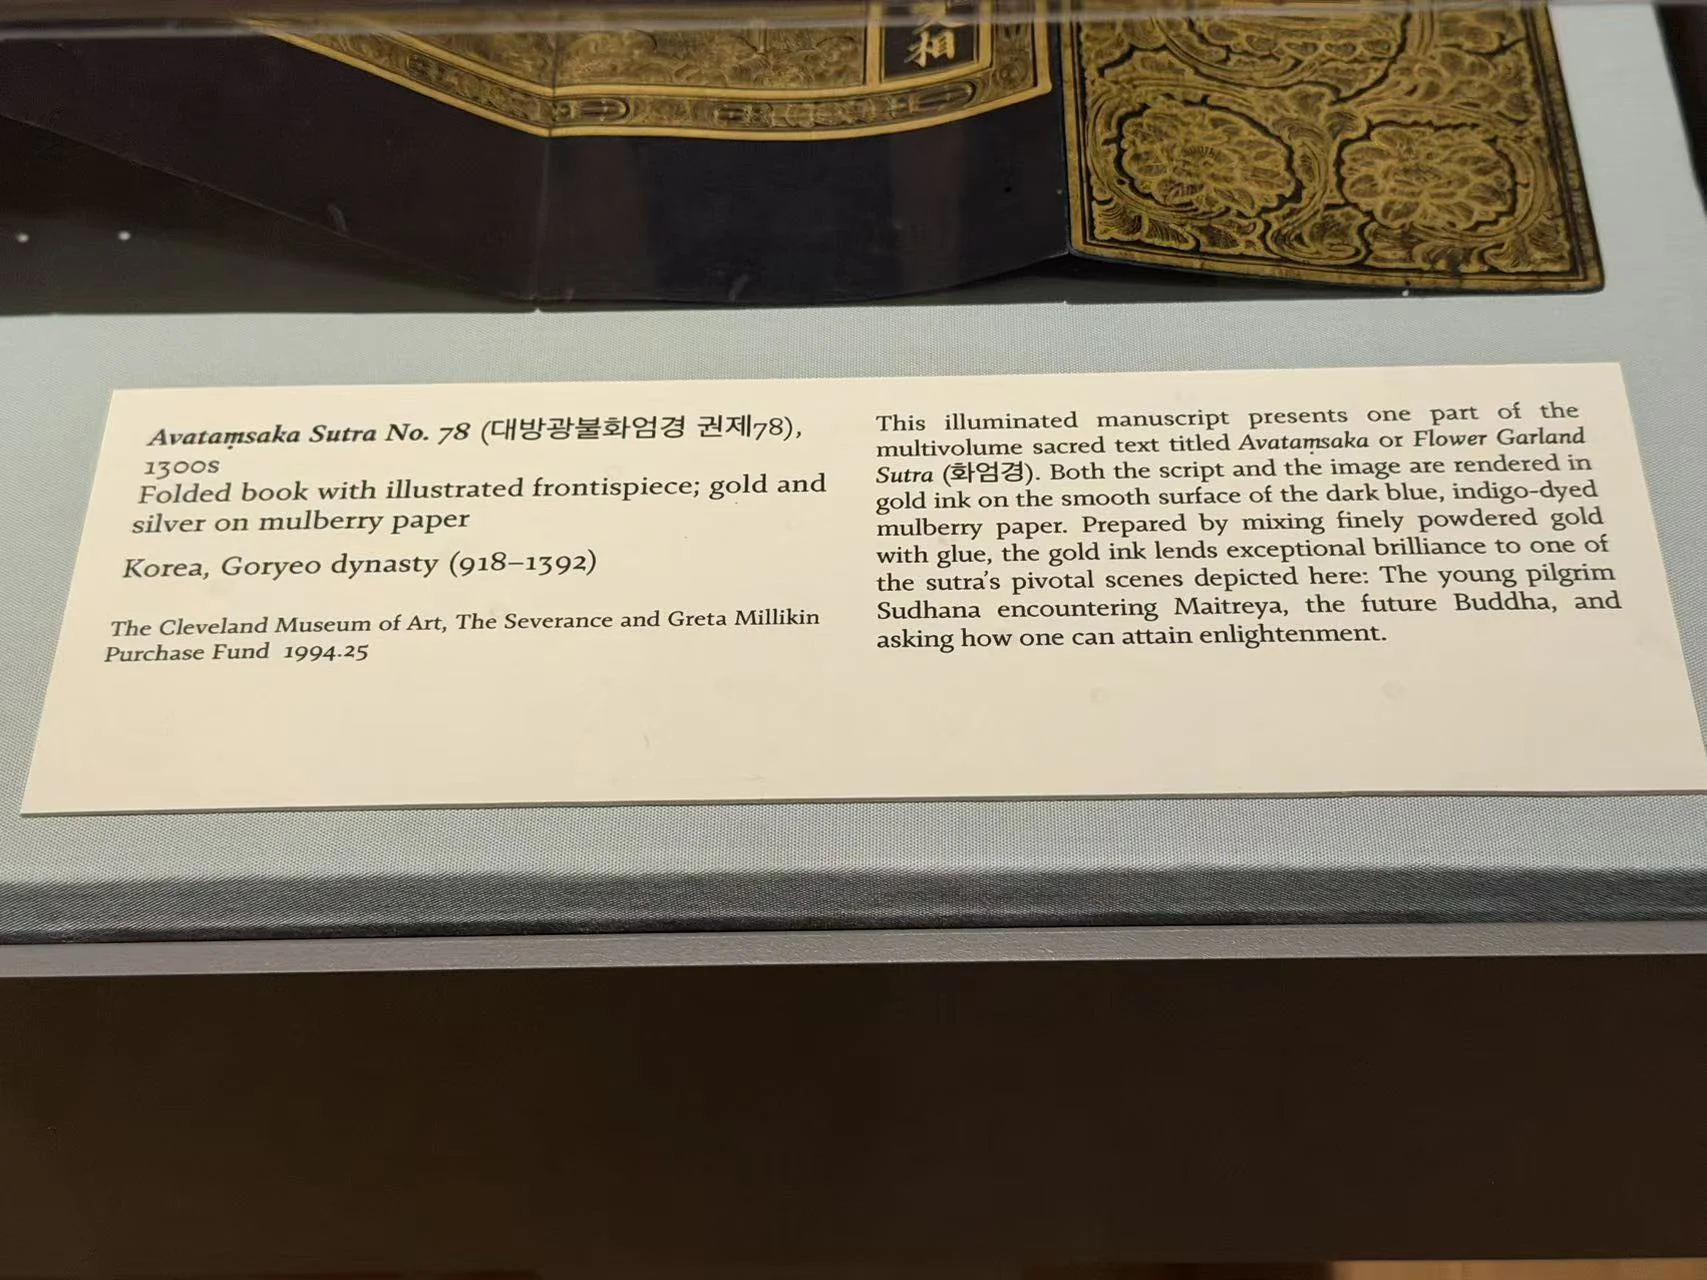 相
Avataṃsaka Sutra No. 78 (대방광불화엄경 권제78),
1300s
Folded book with illustrated frontispiece; gold and
silver on mulberry paper
Korea, Goryeo dynasty (918–1392)
The Cleveland Museum of Art, The Severance and Greta Millikin
Purchase Fund 1994.25
This illuminated manuscript presents one part of the
multivolume sacred text titled Avataṃsaka or Flower Garland
Sutra (화엄경). Both the script and the image are rendered in
gold ink on the smooth surface of the dark blue, indigo-dyed
mulberry paper. Prepared by mixing finely powdered gold
with glue, the gold ink lends exceptional brilliance to one of
the sutra's pivotal scenes depicted here: The young pilgrim
Sudhana encountering Maitreya, the future Buddha, and
asking how one can attain enlightenment.